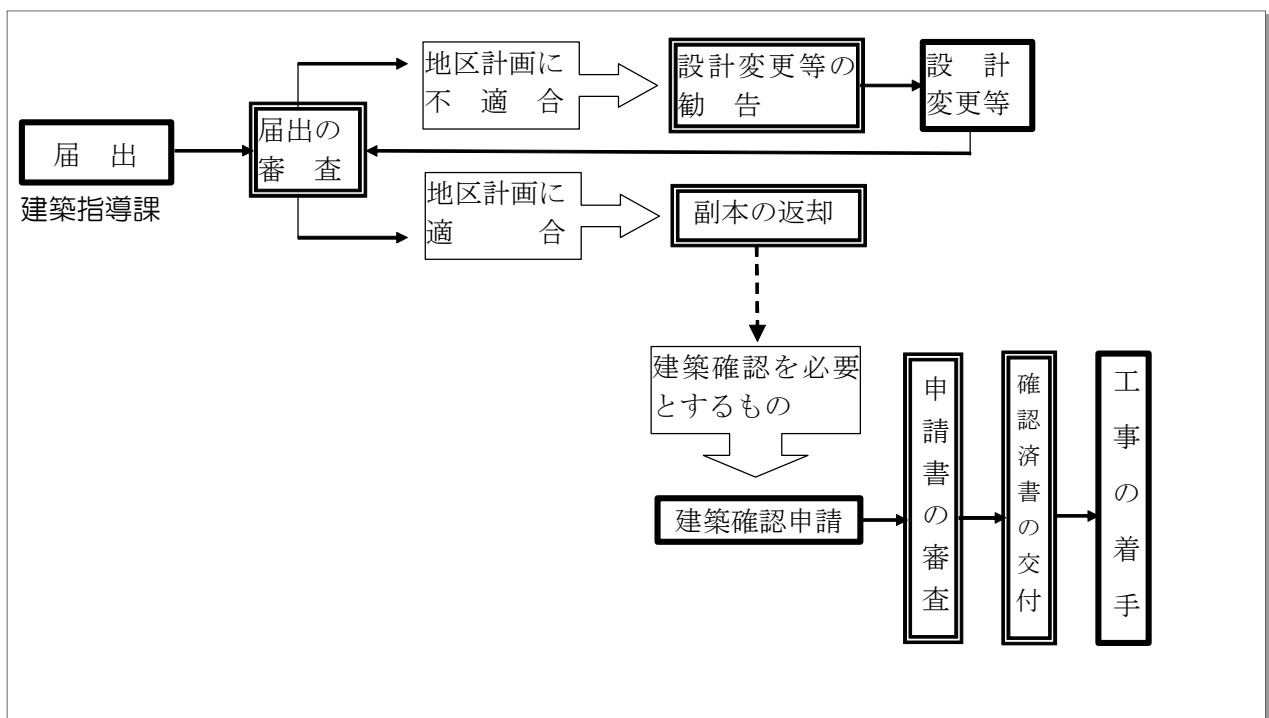 届 出
建築指導課
届出の
審 査
地区計画に
不 適 合
設計変更等の
勧 告
設 計
変更等
地区計画に
適 合
副本の返却
建築確認を必要
とするもの
建築確認申請
申請書の審査
確認済書の交付
工事の着手